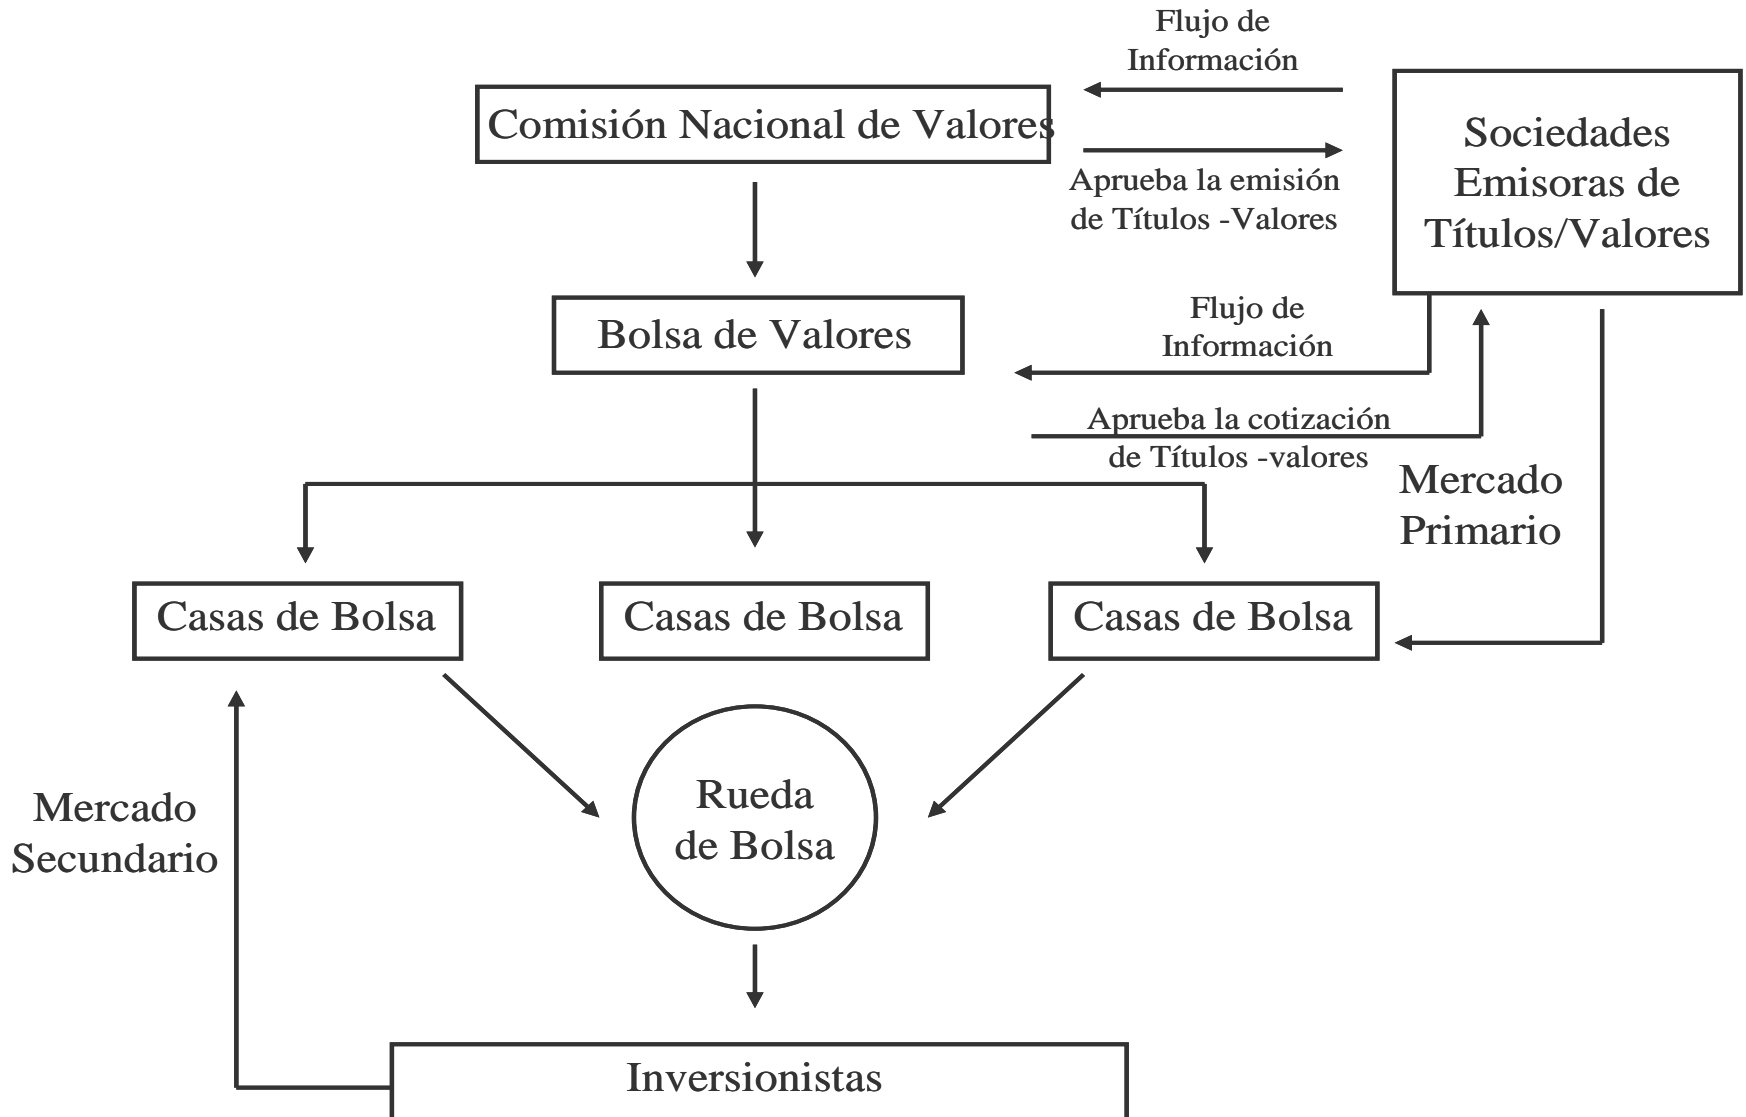 Flujo de
Información
Comisión Nacional de Valores
Sociedades
Emisoras de
Títulos/Valores
Aprueba la emisión
de Títulos -Valores
Bolsa de Valores
Flujo de
Información
Aprueba la cotización
de Títulos -valores
Mercado
Primario
Casas de Bolsa
Casas de Bolsa
Casas de Bolsa
Rueda
de Bolsa
Mercado
Secundario
Inversionistas